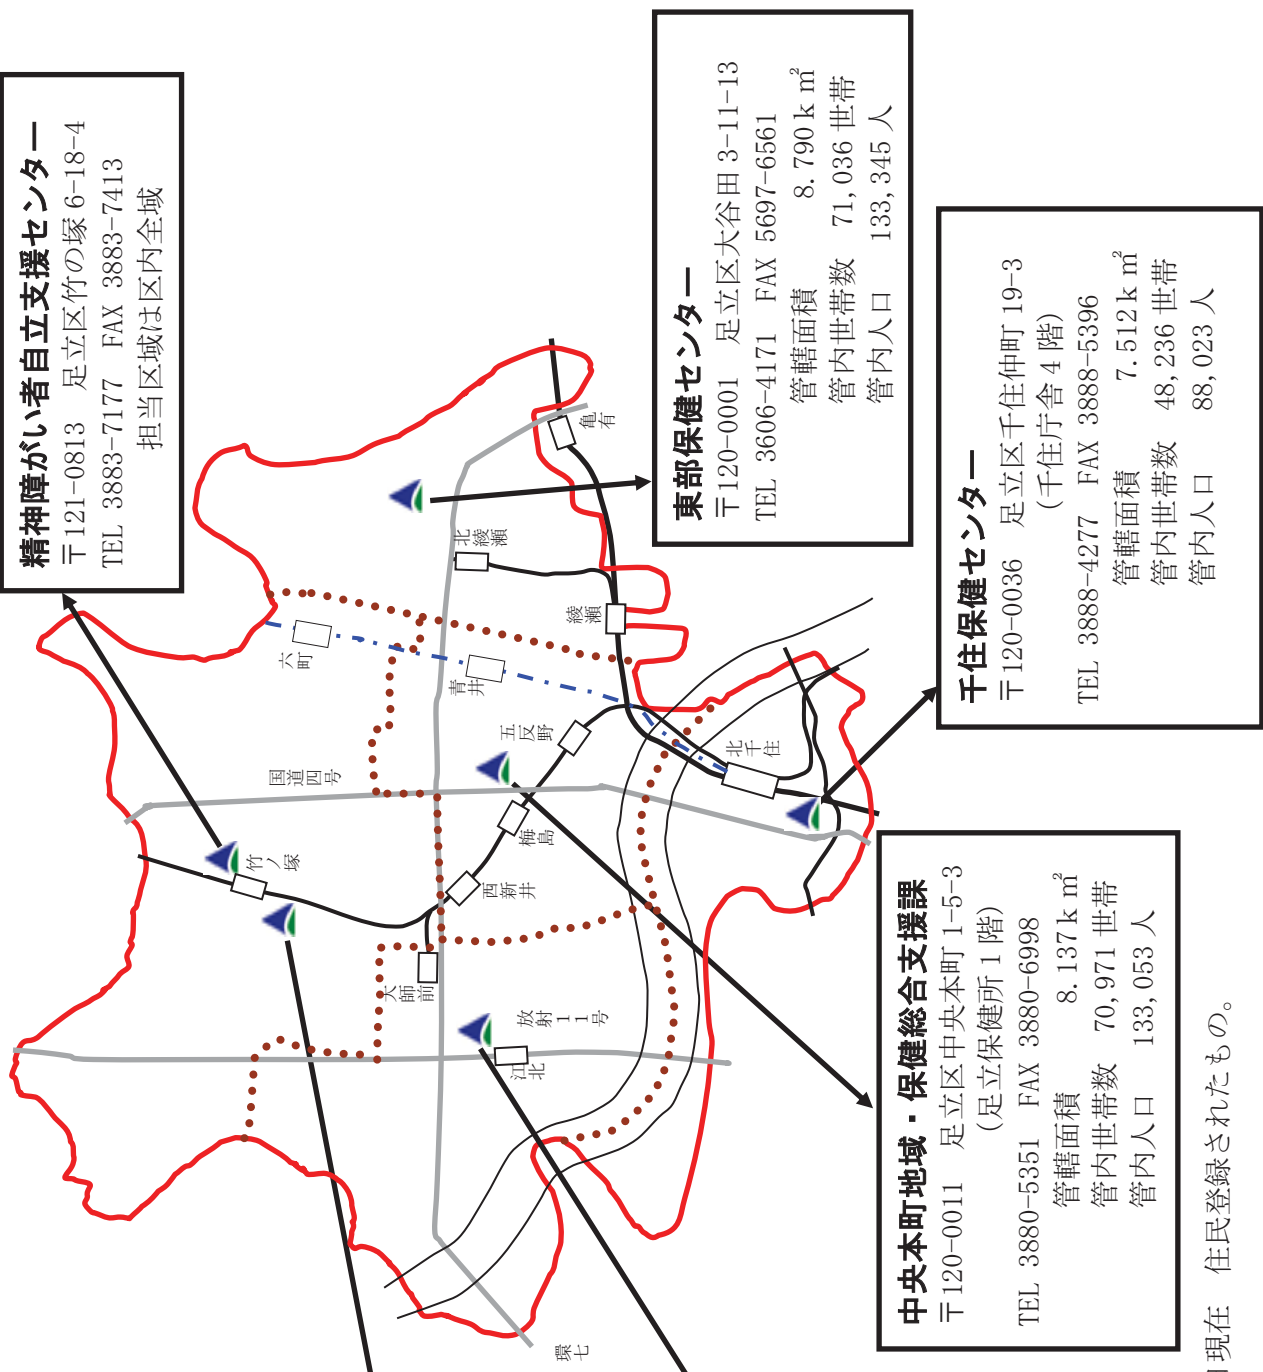 精神障がい者自立支援センター
〒121-0813　足立区竹の塚 6-18-4
TEL 3883-7177　FAX 3883-7413
担当区域は区内全域
東部保健センター
〒120-0001　足立区大谷田 3-11-13
TEL 3606-4171　FAX 5697-6561
管轄面積　8.790ｋ㎡
管内世帯数　71,036 世帯
管内人口　133,345 人
千住保健センター
〒120-0036　足立区千住仲町 19-3
（千住庁舎 4 階）
TEL 3888-4277　FAX 3888-5396
管轄面積　7.512ｋ㎡
管内世帯数　48,236 世帯
管内人口　88,023 人
中央本町地域・保健総合支援課
〒120-0011　足立区中央本町 1-5-3
（足立保健所 1 階）
TEL 3880-5351　FAX 3880-6998
管轄面積　8.137ｋ㎡
管内世帯数　70,971 世帯
管内人口　133,053 人
六町
青井
北綾瀬
綾瀬
亀有
国道四号
五反野
梅島
西新井
竹ノ塚
大師前
北千住
放射１１号
江北
環七
現在　住民登録されたもの。